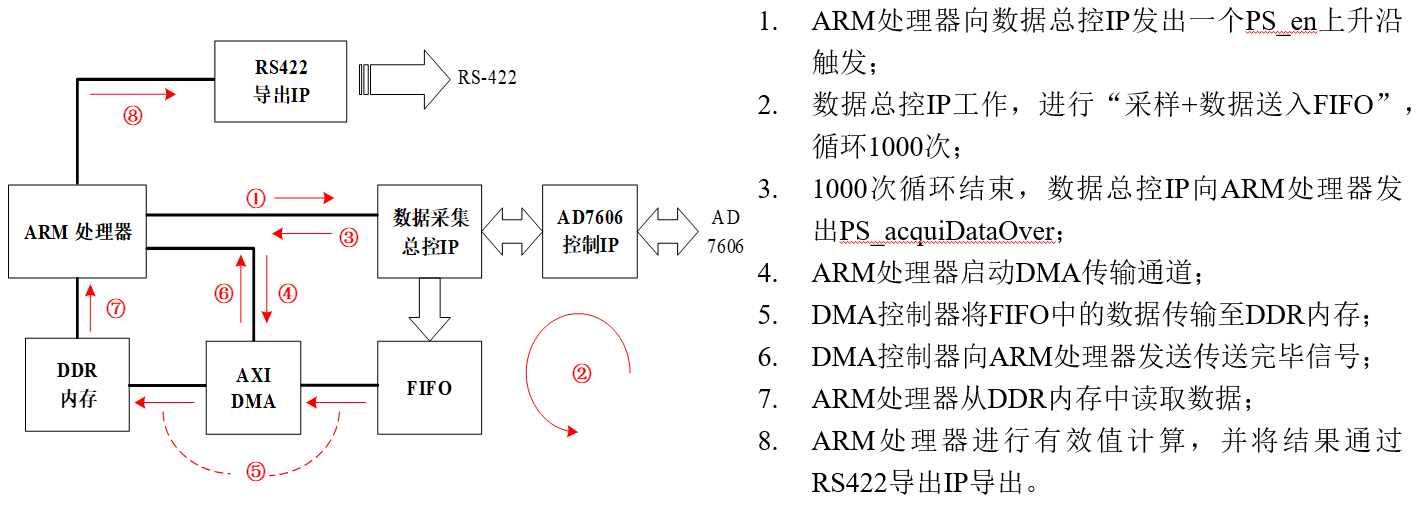 RS422
导出IP
RS-422
⑧
ARM 处理器
①
③
数据采集
总控IP
AD7606
控制IP
AD
7606
⑦
⑥
④
②
DDR
内存
AXI
DMA
FIFO
⑤
1. ARM处理器向数据总控IP发出一个PS_en上升沿
触发；
2. 数据总控IP工作，进行“采样+数据送入FIFO”，
循环1000次；
3. 1000次循环结束，数据总控IP向ARM处理器发
出PS_acquiDataOver；
4. ARM处理器启动DMA传输通道；
5. DMA控制器将FIFO中的数据传输至DDR内存；
6. DMA控制器向ARM处理器发送传送完毕信号；
7. ARM处理器从DDR内存中读取数据；
8. ARM处理器进行有效值计算，并将结果通过
RS422导出IP导出。